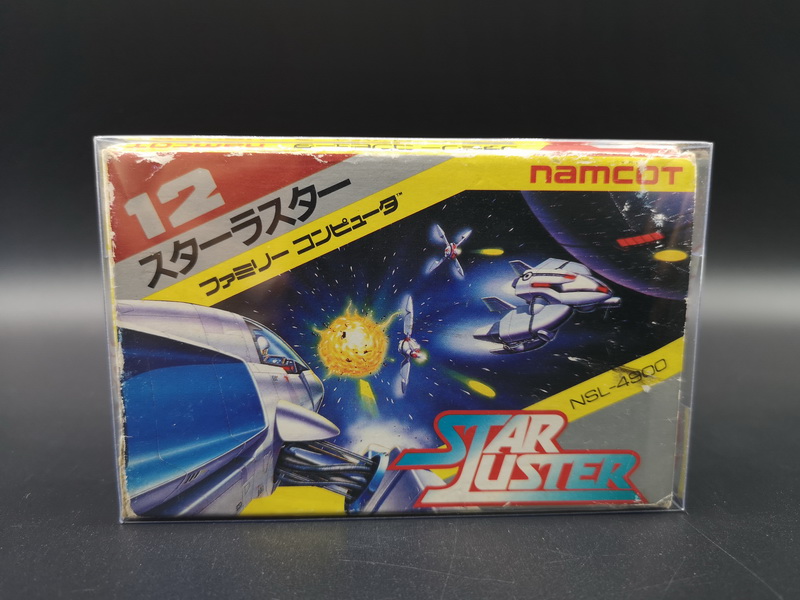 12
スターラスター
ファミリー コンピュータ™
namcoT
NSL-4900
STAR
LUSTER